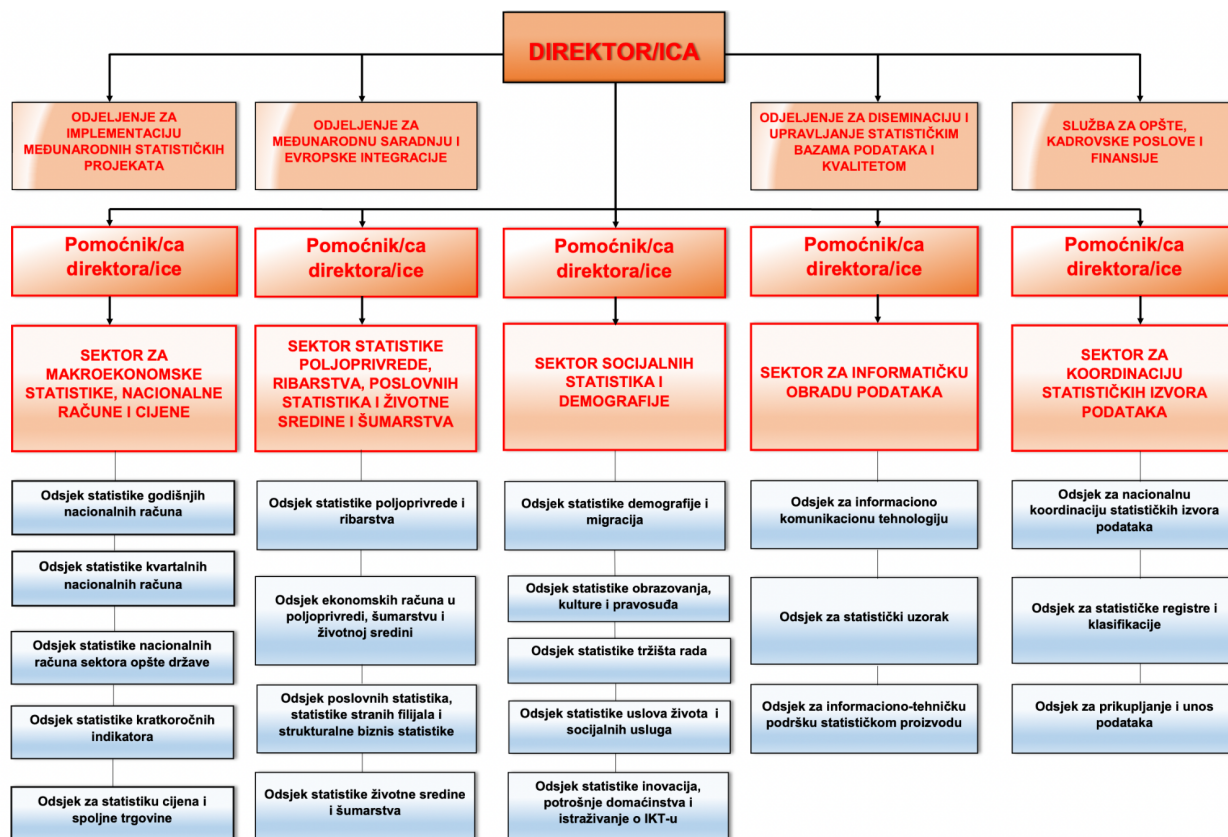 DIREKTOR/ICA
ODJELJENJE ZA
IMPLEMENTACIJU
MEĐUNARODNIH STATISTIČKIH
PROJEKATA
ODJELJENJE ZA
MEĐUNARODNU SARADNJU I
EVROPSKE INTEGRACIJE
ODJELJENJE ZA DISEMINACIJU I
UPRAVLJANJE STATISTIČKIM
BAZAMA PODATAKA I
KVALITETOM
SLUŽBA ZA OPŠTE,
KADROVSKE POSLOVE I
FINANSIJE
Pomoćnik/ca
direktora/ice
Pomoćnik/ca
direktora/ice
Pomoćnik/ca
direktora/ice
Pomoćnik/ca
direktora/ice
Pomoćnik/ca
direktora/ice
SEKTOR ZA
MAKROEKONOMSKE
STATISTIKE, NACIONALNE
RAČUNE I CIJENE
SEKTOR STATISTIKE
POLJOPRIVREDE,
RIBARSTVA, POSLOVNIH
STATISTIKA I ŽIVOTNE
SREDINE I ŠUMARSTVA
SEKTOR SOCIJALNIH
STATISTIKA I
DEMOGRAFIJE
SEKTOR ZA INFORMATIČKU
OBRADU PODATAKA
SEKTOR ZA
KOORDINACIJU
STATISTIČKIH IZVORA
PODATAKA
Odsjek statistike godišnjih
nacionalnih računa
Odsjek statistike kvartalnih
nacionalnih računa
Odsjek statistike nacionalnih
računa sektora opšte države
Odsjek statistike kratkoročnih
indikatora
Odsjek za statistiku cijena i
spoljne trgovine
Odsjek statistike poljoprivrede i
ribarstva
Odsjek ekonomskih računa u
poljoprivredi, šumarstvu i
životnoj sredini
Odsjek poslovnih statistika,
statistike stranih filijala i
strukturalne biznis statistike
Odsjek statistike životne sredine
i šumarstva
Odsjek statistike demografije i
migracija
Odsjek statistike obrazovanja,
kulture i pravosuđa
Odsjek statistike tržišta rada
Odsjek statistike uslova života i
socijalnih usluga
Odsjek statistike inovacija,
potrošnje domaćinstva i
istraživanje o IKT-u
Odsjek za informaciono
komunikacionu tehnologiju
Odsjek za statistički uzorak
Odsjek za informaciono-tehničku
podršku statističkom proizvodu
Odsjek za nacionalnu
koordinaciju statističkih izvora
podataka
Odsjek za statističke registre i
klasifikacije
Odsjek za prikupljanje i unos
podataka